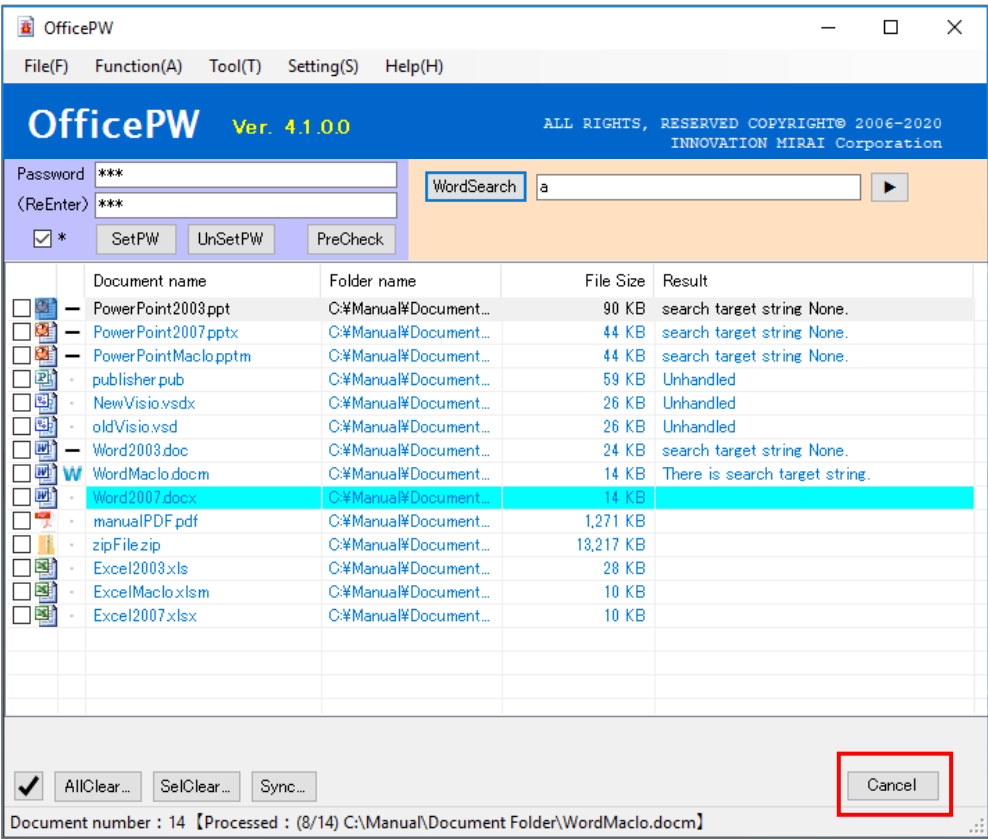 OfficePW
File(F) Function(A) Tool(T) Setting(S) Help(H)
OfficePW Ver. 4.1.0.0
ALL RIGHTS, RESERVED COPYRIGHT© 2006-2020
INNOVATION MIRAI Corporation
Password ***
WordSearch a
(ReEnter) ***
* SetPW UnSetPW PreCheck
Document name Folder name File Size Result
PowerPoint2003.ppt C:¥Manual¥Document... 90 KB search target string None.
PowerPoint2007.pptx C:¥Manual¥Document... 44 KB search target string None.
PowerPointMaclo.pptm C:¥Manual¥Document... 44 KB search target string None.
publisher.pub C:¥Manual¥Document... 59 KB Unhandled
NewVisio.vsdx C:¥Manual¥Document... 26 KB Unhandled
oldVisio.vsd C:¥Manual¥Document... 26 KB Unhandled
Word2003.doc C:¥Manual¥Document... 24 KB search target string None.
W WordMaclo.docm C:¥Manual¥Document... 14 KB There is search target string.
Word2007.docx C:¥Manual¥Document... 14 KB
manualPDF.pdf C:¥Manual¥Document... 1,271 KB
zipFile.zip C:¥Manual¥Document... 13,217 KB
Excel2003.xls C:¥Manual¥Document... 28 KB
ExcelMaclo.xlsm C:¥Manual¥Document... 10 KB
Excel2007.xlsx C:¥Manual¥Document... 10 KB
AllClear... SelClear... Sync... Cancel
Document number : 14 【Processed : (8/14) C:\Manual\Document Folder\WordMaclo.docm】